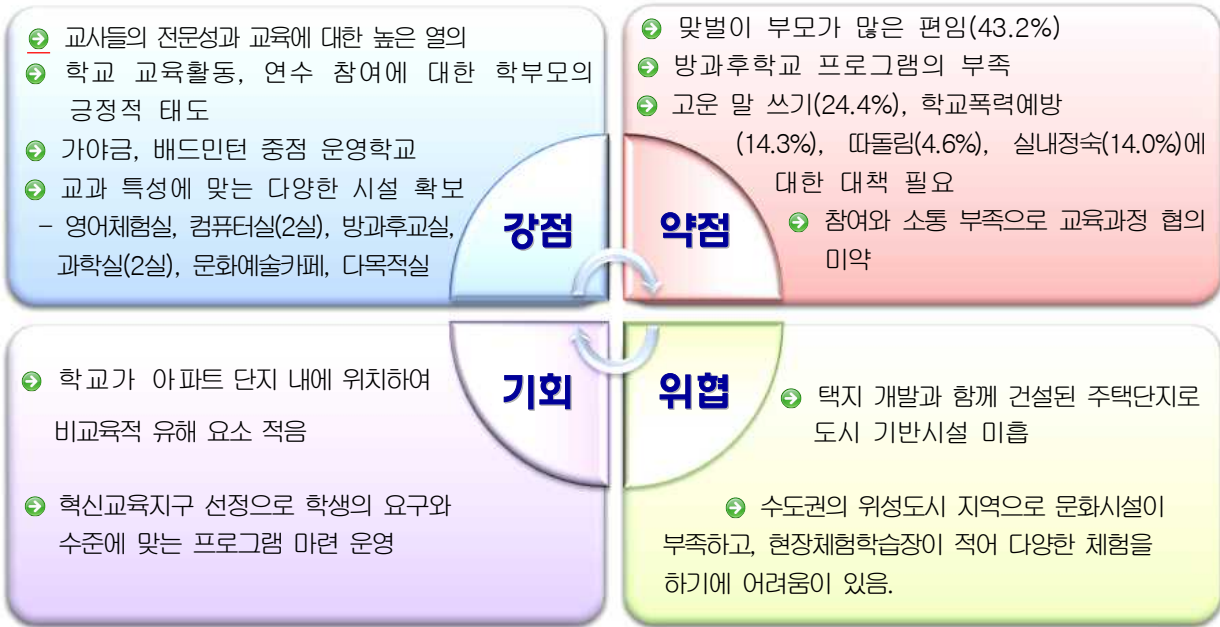 교사들의 전문성과 교육에 대한 높은 열의
학교 교육활동, 연수 참여에 대한 학부모의
긍정적 태도
가야금, 배드민턴 중점 운영학교
교과 특성에 맞는 다양한 시설 확보
- 영어체험실, 컴퓨터실(2실), 방과후교실,
과학실(2실), 문화예술카페, 다목적실
강점
맞벌이 부모가 많은 편임(43.2%)
방과후학교 프로그램의 부족
고운 말 쓰기(24.4%), 학교폭력예방
(14.3%), 따돌림(4.6%), 실내정숙(14.0%)에
대한 대책 필요
참여와 소통 부족으로 교육과정 협의
미약
약점
학교가 아파트 단지 내에 위치하여
비교육적 유해 요소 적음
혁신교육지구 선정으로 학생의 요구와
수준에 맞는 프로그램 마련 운영
기회
위협
택지 개발과 함께 건설된 주택단지로
도시 기반시설 미흡
수도권의 위성도시 지역으로 문화시설이
부족하고, 현장체험학습장이 적어 다양한 체험을
하기에 어려움이 있음.